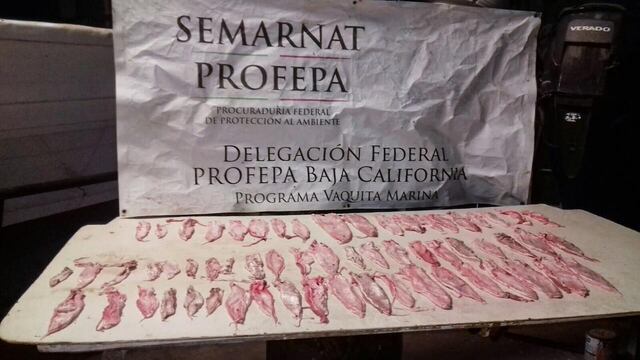 SEMARNAT
PROFEPA
PROCURADURÍA FEDERAL
DE PROTECCIÓN AL AMBIENTE
DELEGACIÓN FEDERAL
PROFEPA BAJA CALIFORNIA
PROGRAMA VAQUITA MARINA
VERADO